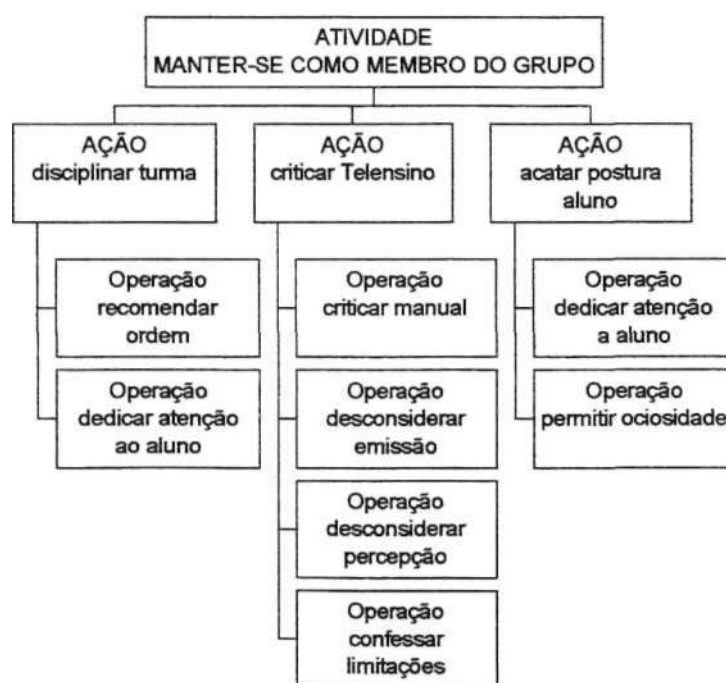 ATIVIDADE
MANTER-SE COMO MEMBRO DO GRUPO
AÇÃO
disciplinar turma
AÇÃO
criticar Telensino
AÇÃO
acatar postura
aluno
Operação
recomendar
ordem
Operação
dedicar atenção
ao aluno
Operação
criticar manual
Operação
desconsiderar
emissão
Operação
desconsiderar
percepção
Operação
confessar
limitações
Operação
dedicar atenção
a aluno
Operação
permitir ociosidade